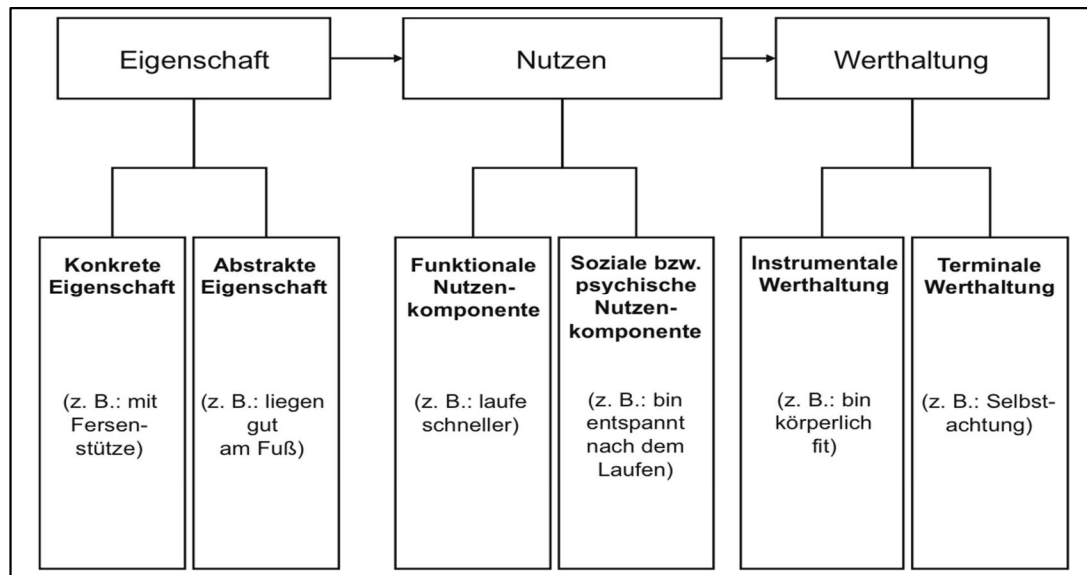 Eigenschaft
Nutzen
Werthaltung
Konkrete
Eigenschaft
(z. B.: mit
Fersen-
stütze)
Abstrakte
Eigenschaft
(z. B.: liegen
gut
am Fuß)
Funktionale
Nutzen-
komponente
(z. B.: laufe
schneller)
Soziale bzw.
psychische
Nutzen-
komponente
(z. B.: bin
entspannt
nach dem
Laufen)
Instrumentale
Werthaltung
(z. B.: bin
körperlich
fit)
Terminale
Werthaltung
(z. B.: Selbst-
achtung)